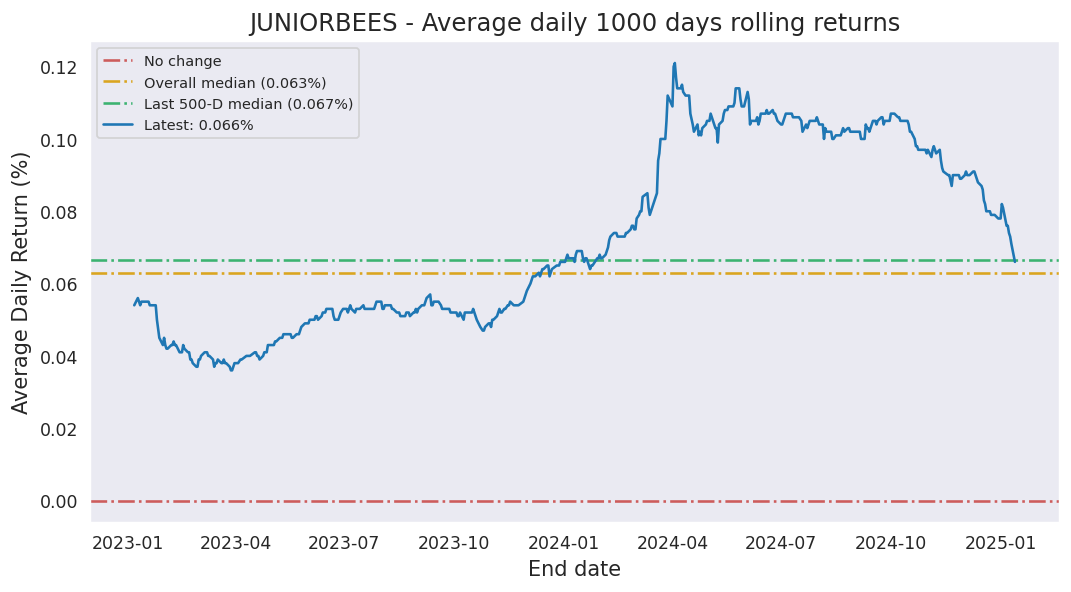 JUNIORBEES - Average daily 1000 days rolling returns
No change
Overall median (0.063%)
Last 500-D median (0.067%)
Latest: 0.066%
Average Daily Return (%)
0.12
0.10
0.08
0.06
0.04
0.02
0.00
2023-01 2023-04 2023-07 2023-10 2024-01 2024-04 2024-07 2024-10 2025-01
End date